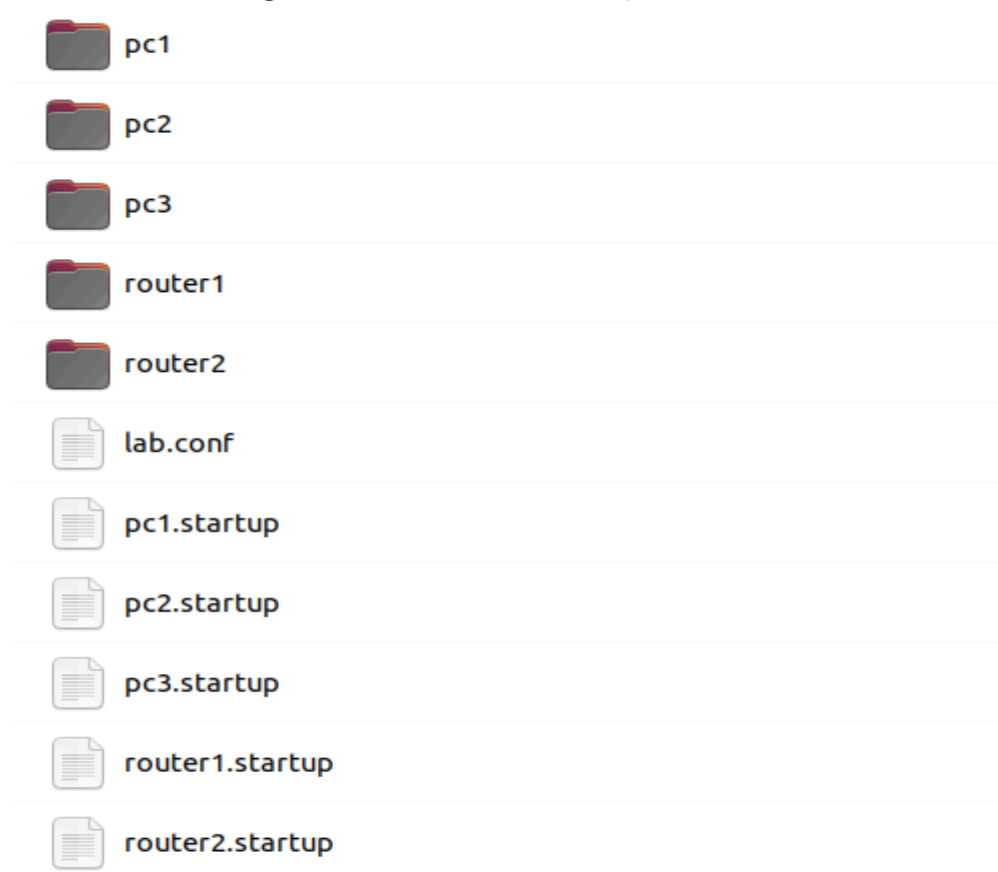 pc1
pc2
pc3
router1
router2
lab.conf
pc1.startup
pc2.startup
pc3.startup
router1.startup
router2.startup